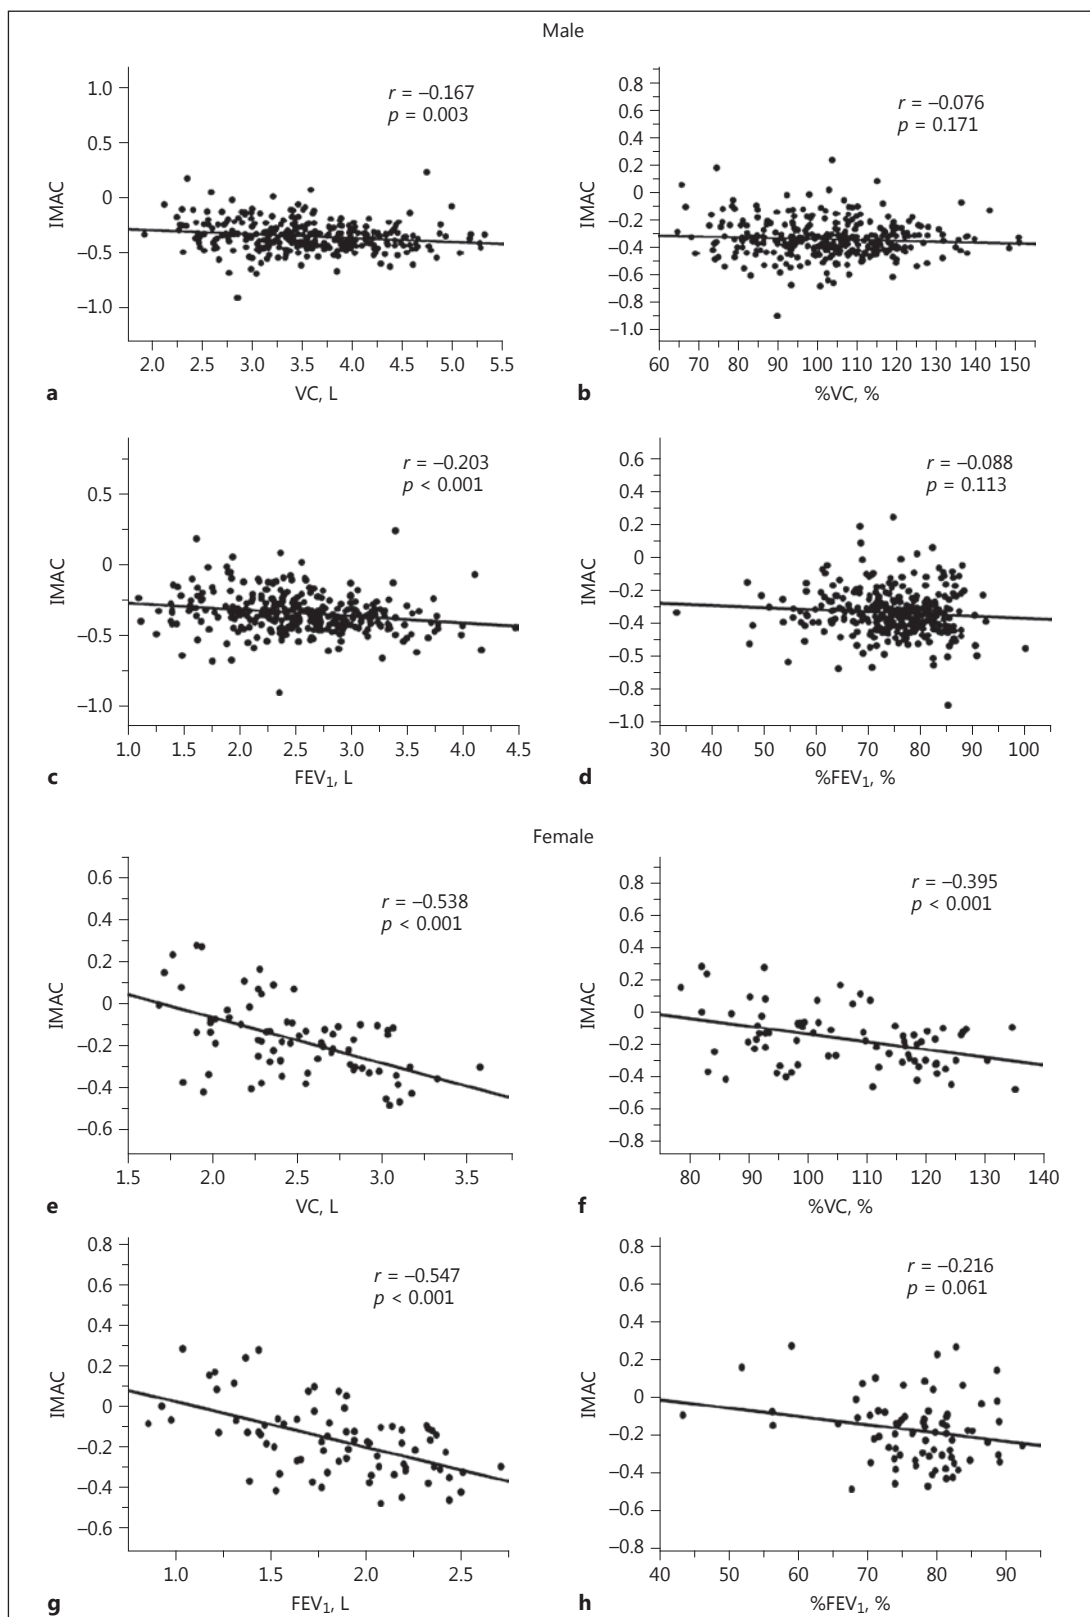 Male
r = –0.167
p = 0.003
1.0
0.5
0
–0.5
–1.0
IMAC
2.0 2.5 3.0 3.5 4.0 4.5 5.0 5.5
VC, L
a
r = –0.076
p = 0.171
0.8
0.6
0.4
0.2
0
–0.2
–0.4
–0.6
–0.8
–1.0
IMAC
60 70 80 90 100 110 120 130 140 150
%VC, %
b
r = –0.203
p < 0.001
0.5
0
–0.5
–1.0
IMAC
1.0 1.5 2.0 2.5 3.0 3.5 4.0 4.5
FEV₁, L
c
r = –0.088
p = 0.113
0.6
0.4
0.2
0
–0.2
–0.4
–0.5
–0.8
–1.0
IMAC
30 40 50 60 70 80 90 100
%FEV₁, %
d
Female
r = –0.538
p < 0.001
0.6
0.4
0.2
0
–0.2
–0.4
–0.6
IMAC
1.5 2.0 2.5 3.0 3.5
VC, L
e
r = –0.395
p < 0.001
0.8
0.6
0.4
0.2
0
–0.2
–0.4
–0.6
–0.8
IMAC
80 90 100 110 120 130 140
%VC, %
f
r = –0.547
p < 0.001
0.8
0.6
0.4
0.2
0
–0.2
–0.4
–0.6
IMAC
1.0 1.5 2.0 2.5
FEV₁, L
g
r = –0.216
p = 0.061
0.8
0.6
0.4
0.2
0
–0.2
–0.4
–0.6
–0.8
IMAC
40 50 60 70 80 90
%FEV₁, %
h